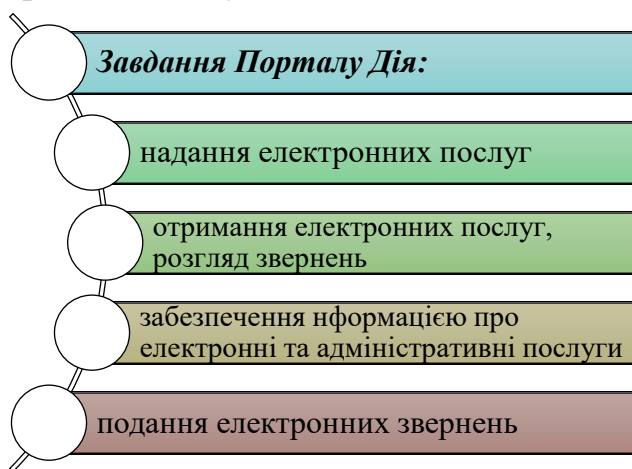 Завдання Порталу Дія:
надання електронних послуг
отримання електронних послуг,
розгляд звернень
забезпечення нформацією про
електронні та адміністративні послуги
подання електронних звернень